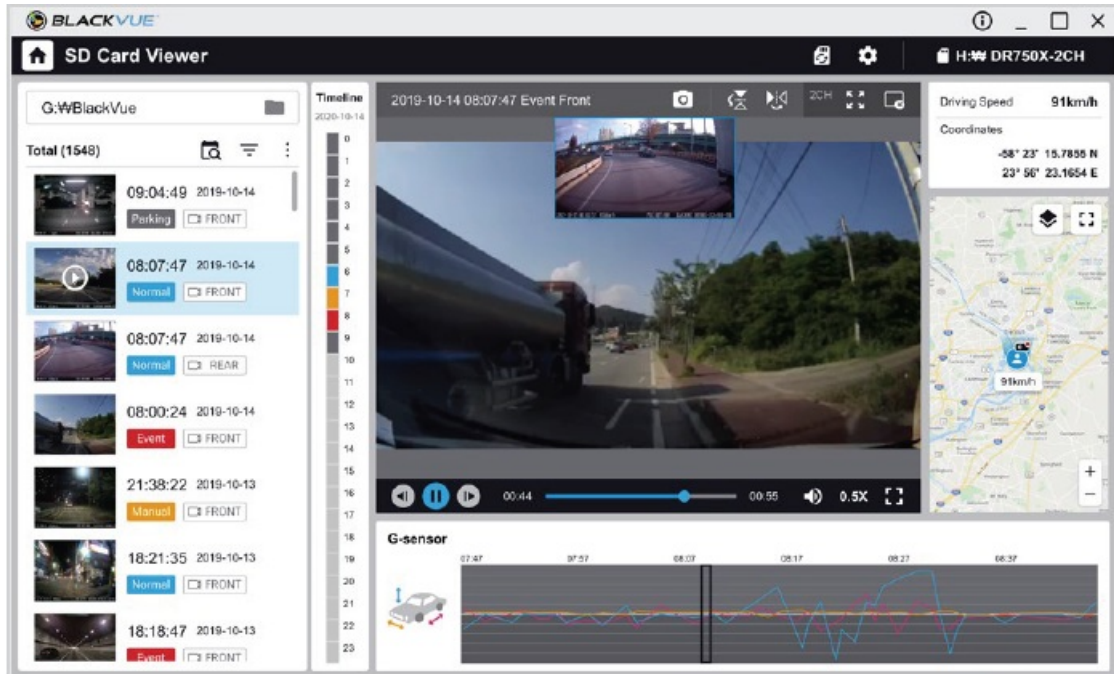 BLACKVUE
SD Card Viewer
H:₩ DR750X-2CH
G:₩BlackVue
Total (1548)
09:04:49 2019-10-14
Parking FRONT
08:07:47 2019-10-14
Normal FRONT
08:07:47 2019-10-14
Normal REAR
08:00:24 2019-10-14
Event FRONT
21:38:22 2019-10-13
Manual FRONT
18:21:35 2019-10-13
Normal FRONT
18:18:47 2019-10-13
Event FRONT
Timeline
2020-10-14
0
1
2
3
4
5
6
7
8
9
10
11
12
13
14
15
16
17
18
19
20
21
22
23
2019-10-14 08:07:47 Event Front
2CH
00:44
00:55
0.5X
Driving Speed 91km/h
Coordinates
-58° 23' 15.7855 N
23° 56' 23.1654 E
91km/h
+
−
G-sensor
07:47 07:57 08:07 08:17 08:27 08:37